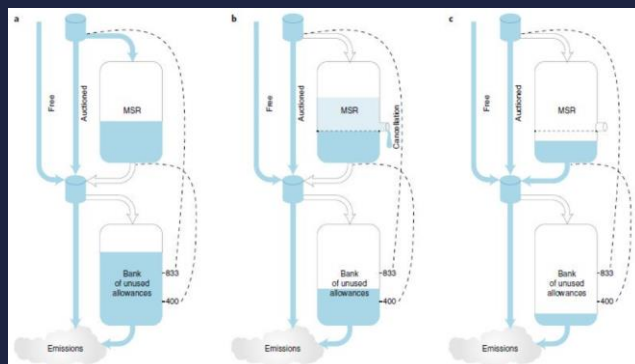 a
Free
Auctioned
MSR
Bank
of unused
allowances
833
400
Emissions
b
Free
Auctioned
MSR
Cancellation
Bank
of unused
allowances
833
400
Emissions
c
Free
Auctioned
MSR
Bank
of unused
allowances
833
400
Emissions